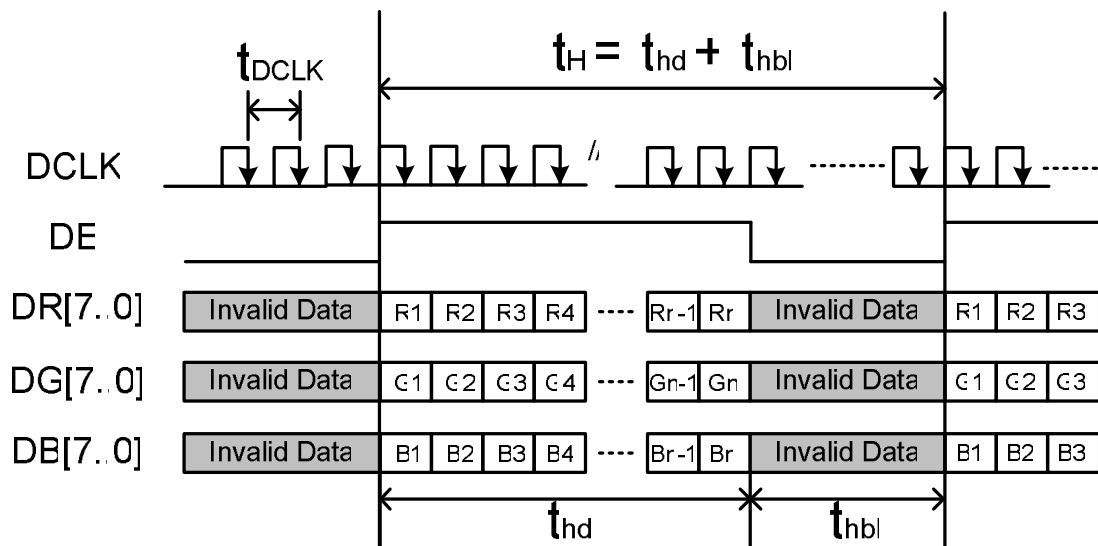 tDCLK
tH = thd + thbl
DCLK
DE
DR[7..0] Invalid Data R1 R2 R3 R4 Rr-1 Rr Invalid Data R1 R2 R3
DG[7..0] Invalid Data G1 G2 G3 G4 Gn-1 Gn Invalid Data G1 G2 G3
DB[7..0] Invalid Data B1 B2 B3 B4 Br-1 Br Invalid Data B1 B2 B3
thd thbl